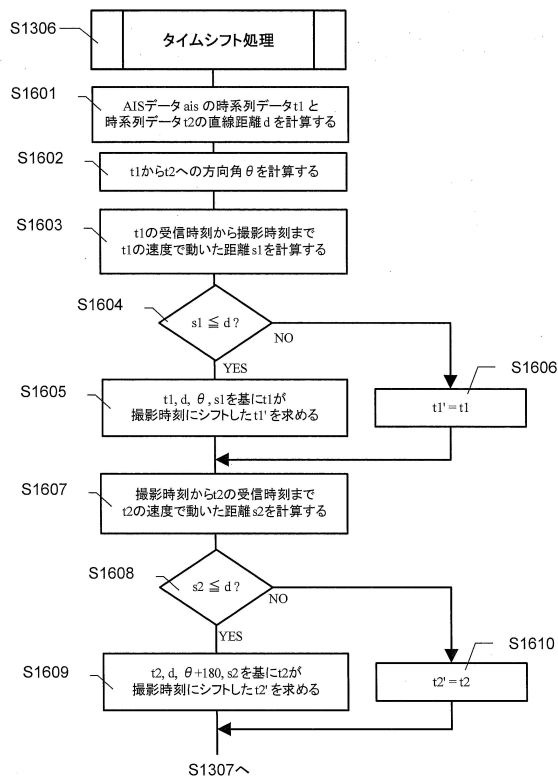 S1306
タイムシフト処理
S1601
AISデータais の時系列データt1 と
時系列データt2の直線距離dを計算する
S1602
t1からt2への方向角θを計算する
S1603
t1の受信時刻から撮影時刻まで
t1の速度で動いた距離s1を計算する
S1604
s1 ≦ d ?
NO
YES
S1605
t1, d, θ, s1を基にt1が
撮影時刻にシフトしたt1' を求める
S1606
t1' = t1
S1607
撮影時刻からt2の受信時刻まで
t2の速度で動いた距離s2を計算する
S1608
s2 ≦ d ?
NO
YES
S1609
t2, d, θ+180, s2を基にt2が
撮影時刻にシフトしたt2' を求める
S1610
t2' = t2
S1307へ